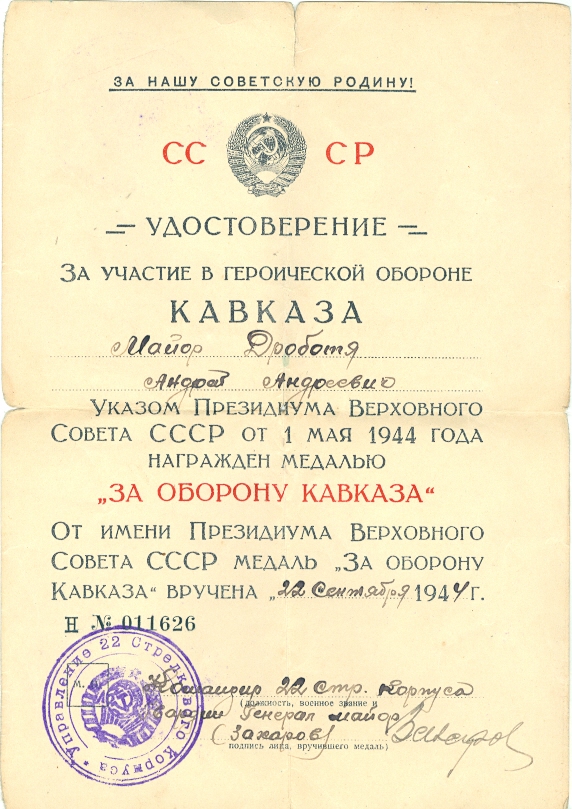 ЗА НАШУ СОВЕТСКУЮ РОДИНУ!
СССР
УДОСТОВЕРЕНИЕ
ЗА УЧАСТИЕ В ГЕРОИЧЕСКОЙ ОБОРОНЕ
КАВКАЗА
Майор Дроботя
Андрей Андреевич
УКАЗОМ ПРЕЗИДИУМА ВЕРХОВНОГО
СОВЕТА СССР ОТ 1 МАЯ 1944 ГОДА
НАГРАЖДЕН МЕДАЛЬЮ
„ЗА ОБОРОНУ КАВКАЗА“
ОТ ИМЕНИ ПРЕЗИДИУМА ВЕРХОВНОГО
СОВЕТА СССР МЕДАЛЬ „ЗА ОБОРОНУ
КАВКАЗА“ ВРУЧЕНА „22 Сентября 1944 г.
Н № 011626
Управление 22 Стрелкового Корпуса
М.
Командир 22 стр. Корпуса
(должность, военное звание и
Гвардии Генерал майор
(Захаров)
подпись лица, вручившего медаль)